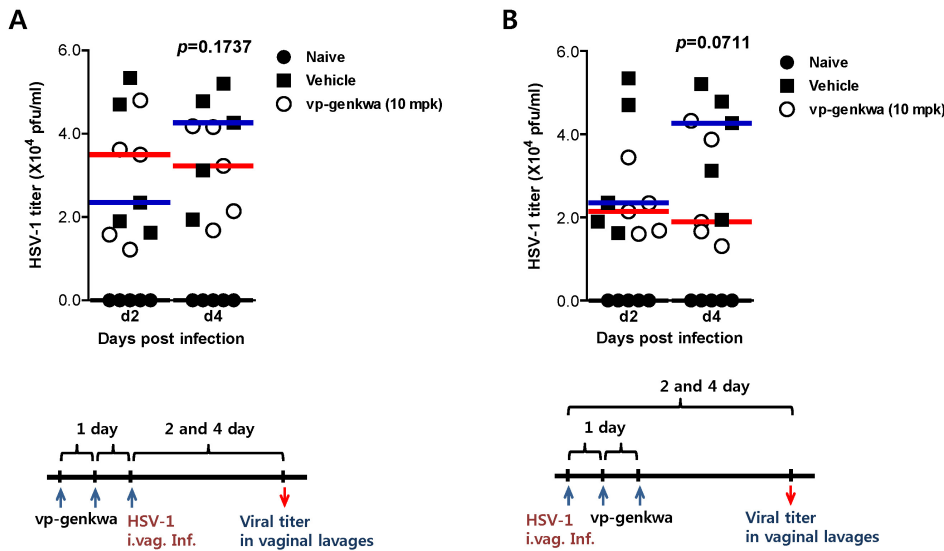 A
p=0.1737
6.0
4.0
2.0
0.0
HSV-1 titer (X10⁴ pfu/ml)
d2 d4
Days post infection
Naive
Vehicle
vp-genkwa (10 mpk)
1 day 2 and 4 day
vp-genkwa
HSV-1
i.vag. Inf.
Viral titer
in vaginal lavages
B
p=0.0711
6.0
4.0
2.0
0.0
HSV-1 titer (X10⁴ pfu/ml)
d2 d4
Days post infection
Naive
Vehicle
vp-genkwa (10 mpk)
2 and 4 day
1 day
HSV-1
i.vag. Inf.
vp-genkwa
Viral titer
in vaginal lavages